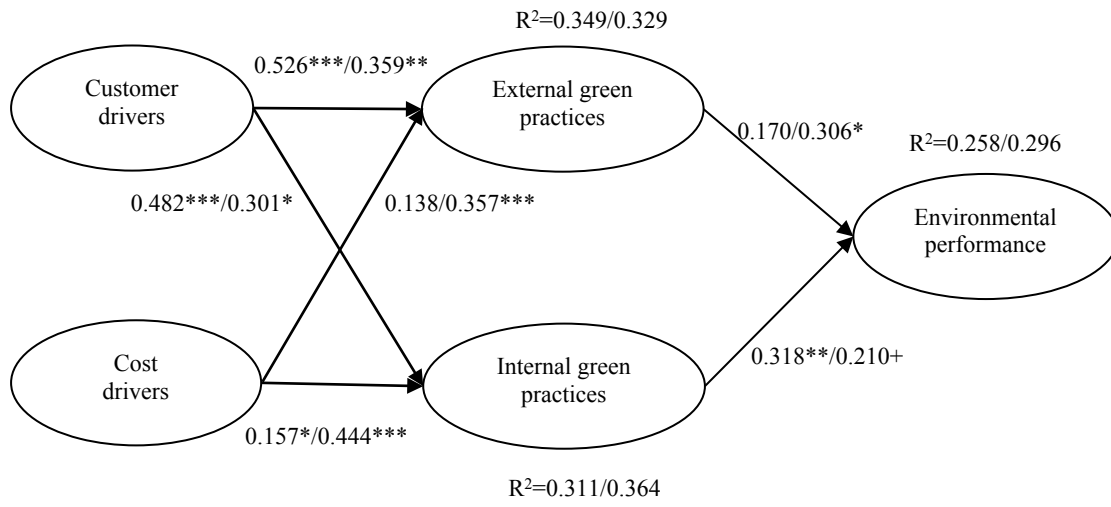 R²=0.349/0.329
0.526***/0.359**
Customer
drivers
External green
practices
0.170/0.306*
R²=0.258/0.296
0.482***/0.301*
0.138/0.357***
Environmental
performance
Cost
drivers
Internal green
practices
0.318**/0.210+
0.157*/0.444***
R²=0.311/0.364